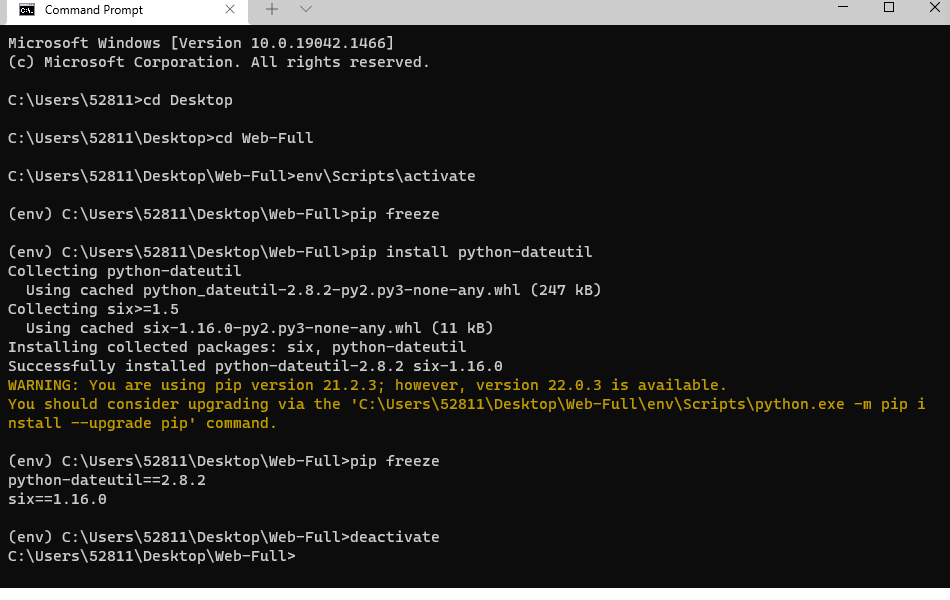 Command Prompt
Microsoft Windows [Version 10.0.19042.1466]
(c) Microsoft Corporation. All rights reserved.
C:\Users\52811>cd Desktop
C:\Users\52811\Desktop>cd Web-Full
C:\Users\52811\Desktop\Web-Full>env\Scripts\activate
(env) C:\Users\52811\Desktop\Web-Full>pip freeze
(env) C:\Users\52811\Desktop\Web-Full>pip install python-dateutil
Collecting python-dateutil
  Using cached python_dateutil-2.8.2-py2.py3-none-any.whl (247 kB)
Collecting six>=1.5
  Using cached six-1.16.0-py2.py3-none-any.whl (11 kB)
Installing collected packages: six, python-dateutil
Successfully installed python-dateutil-2.8.2 six-1.16.0
WARNING: You are using pip version 21.2.3; however, version 22.0.3 is available.
You should consider upgrading via the 'C:\Users\52811\Desktop\Web-Full\env\Scripts\python.exe -m pip i
nstall --upgrade pip' command.
(env) C:\Users\52811\Desktop\Web-Full>pip freeze
python-dateutil==2.8.2
six==1.16.0
(env) C:\Users\52811\Desktop\Web-Full>deactivate
C:\Users\52811\Desktop\Web-Full>